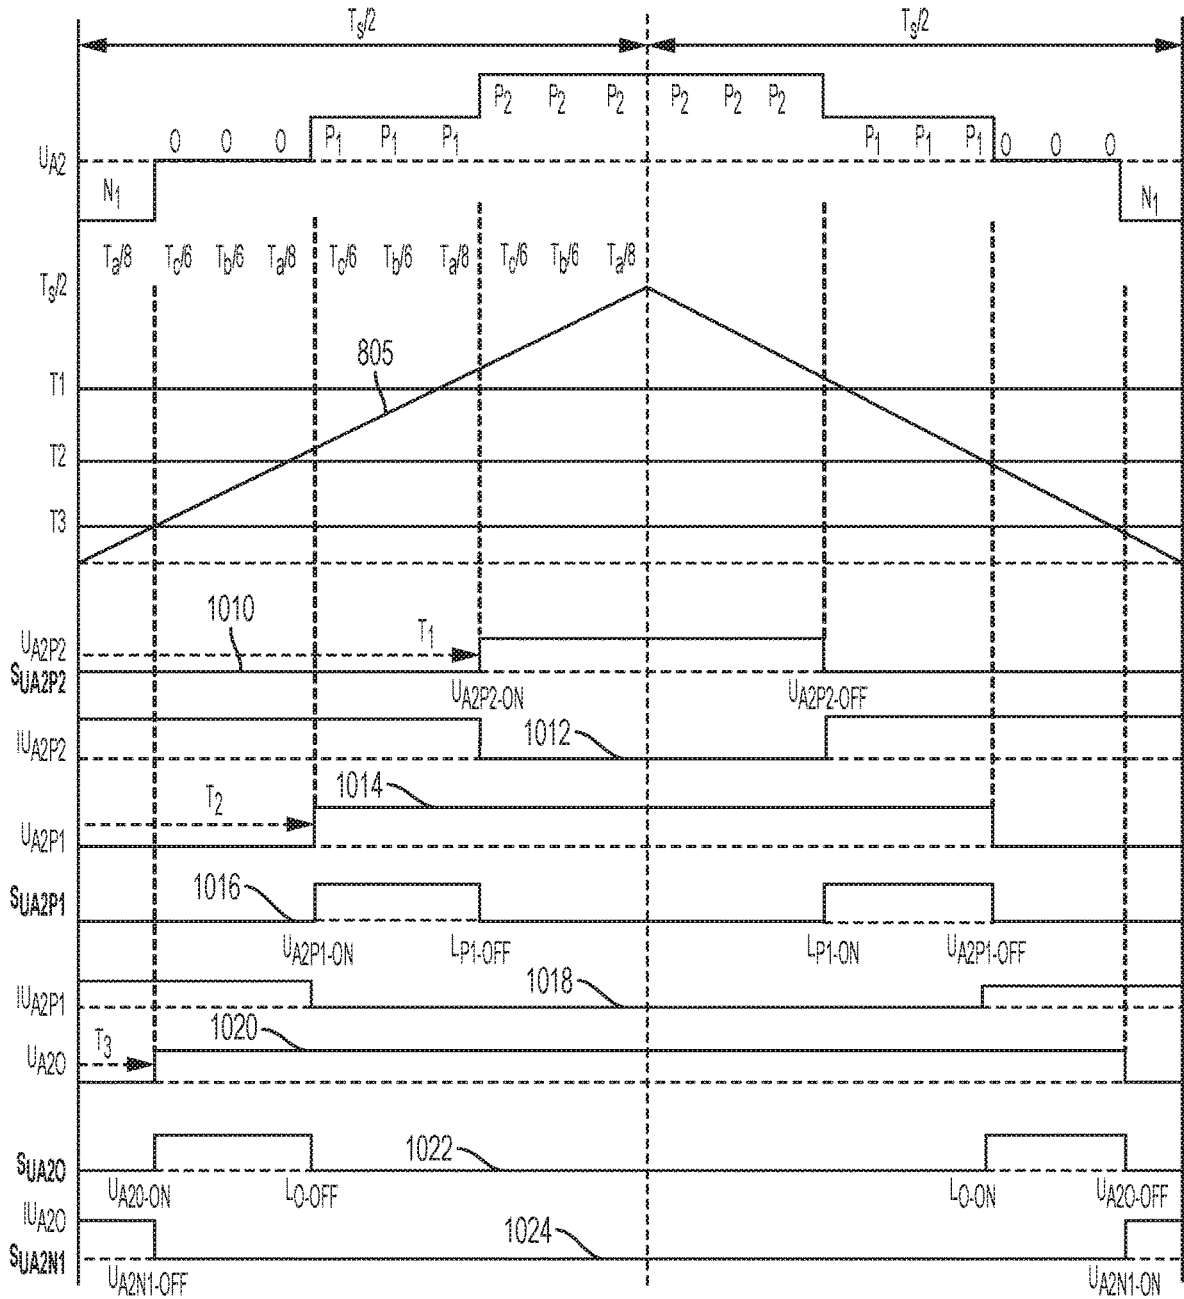 Ts/2 Ts/2
P2 P2 P2 P2 P2 P2
0 0 0 P1 P1 P1 P1 P1 P1 0 0 0
UA2
N1 N1
Ta/8 Tc/6 Tb/6 Ta/8 Tc/6 Tb/6 Ta/8 Tc/6 Tb/6 Ta/8
Ts/2
805
T1
T2
T3
1010
UA2P2 T1
SUA2P2
UA2P2-ON UA2P2-OFF
IUA2P2 1012
1014
T2
UA2P1
SUA2P1 1016
UA2P1-ON LP1-OFF LP1-ON UA2P1-OFF
IUA2P1 1018
T3 1020
UA2O
SUA2O 1022
UA2O-ON LO-OFF LO-ON UA2O-OFF
IUA2O
SUA2N1 1024
UA2N1-OFF UA2N1-ON